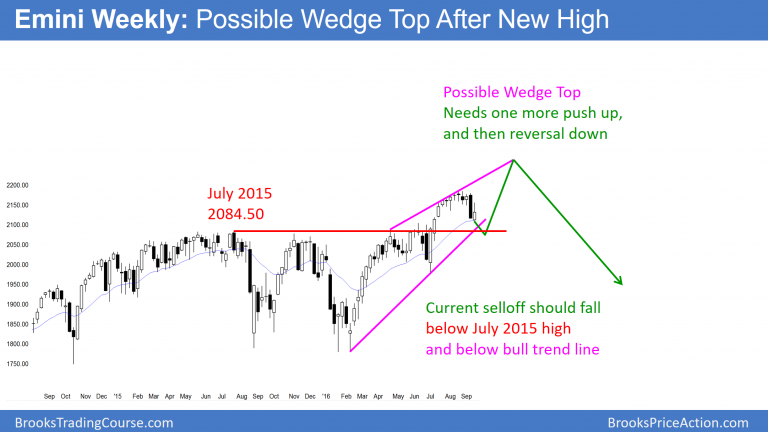 Emini Weekly: Possible Wedge Top After New High
Possible Wedge Top
Needs one more push up,
and then reversal down
July 2015
2084.50
2200.00
2150.00
2100.00
2050.00
2000.00
1950.00
1900.00
1850.00
1800.00
1750.00
Current selloff should fall
below July 2015 high
and below bull trend line
Sep Oct Nov Dec '15 Feb Mar Apr May Jun Jul Aug Sep Oct Nov Dec '16 Feb Mar Apr May Jun Jul Aug Sep
BrooksTradingCourse.com
BrooksPriceAction.com